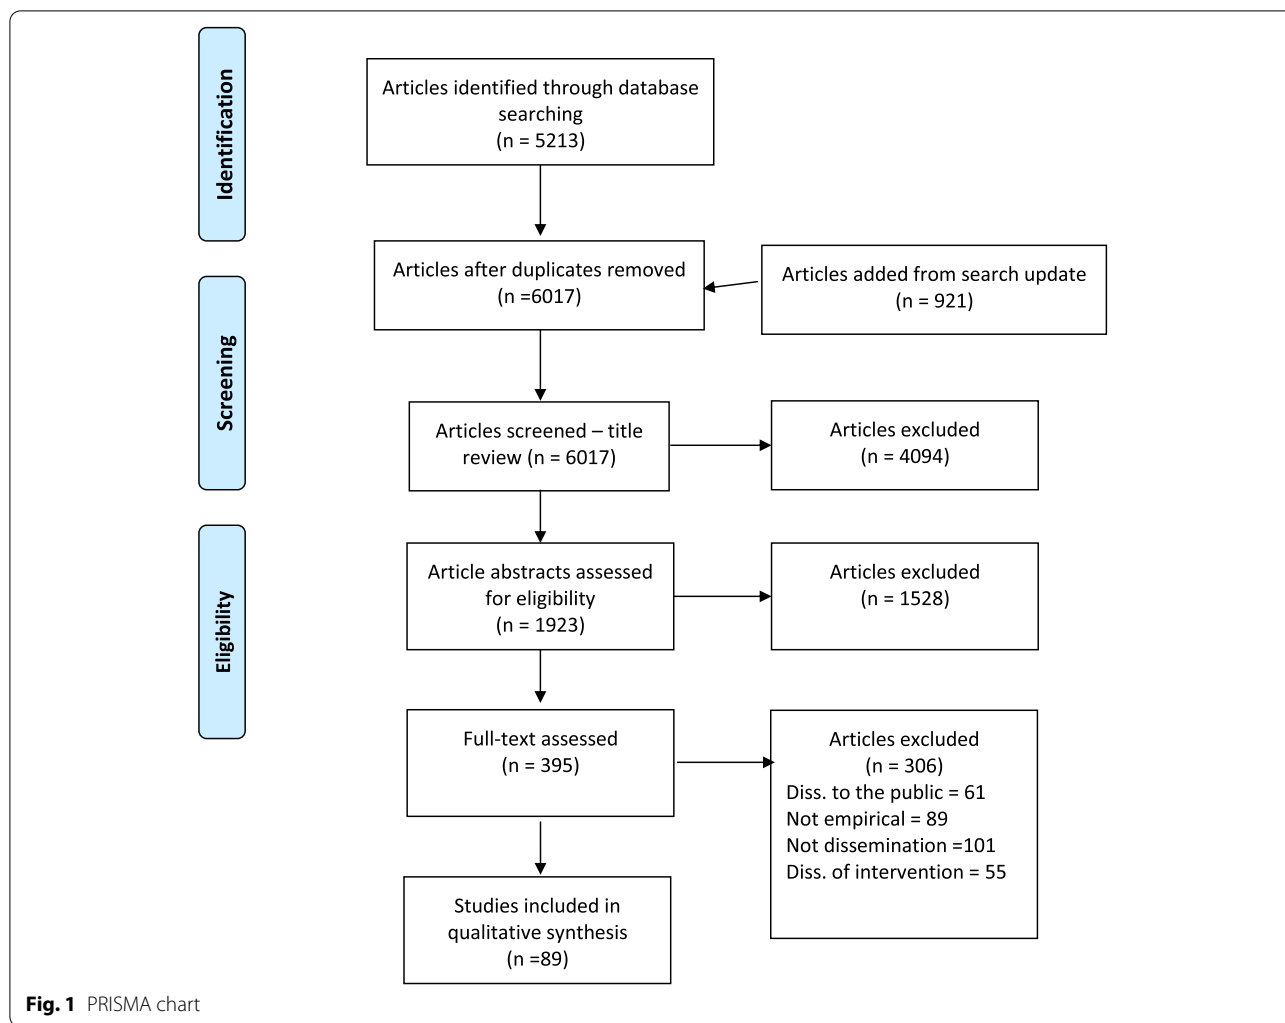 Identification
Articles identified through database
searching
(n = 5213)
Articles after duplicates removed
(n =6017)
Articles added from search update
(n = 921)
Screening
Articles screened – title
review (n = 6017)
Articles excluded
(n = 4094)
Eligibility
Article abstracts assessed
for eligibility
(n = 1923)
Articles excluded
(n = 1528)
Full-text assessed
(n = 395)
Articles excluded
(n = 306)
Diss. to the public = 61
Not empirical = 89
Not dissemination =101
Diss. of intervention = 55
Studies included in
qualitative synthesis
(n =89)
Fig. 1 PRISMA chart